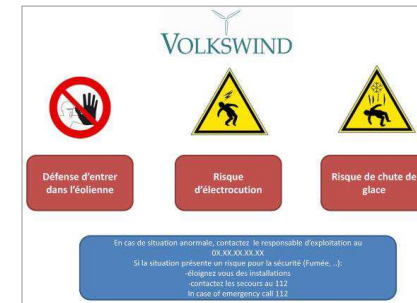 VOLKSWIND
Défense d'entrer
dans l'éolienne
Risque
d'électrocution
Risque de chute de
glace
En cas de situation anormale, contactez le responsable d'exploitation au
0X.XX.XX.XX.XX
Si la situation présente un risque pour la sécurité (Fumée, ..):
-éloignez vous des installations
-contactez les secours au 112
In case of emergency call 112